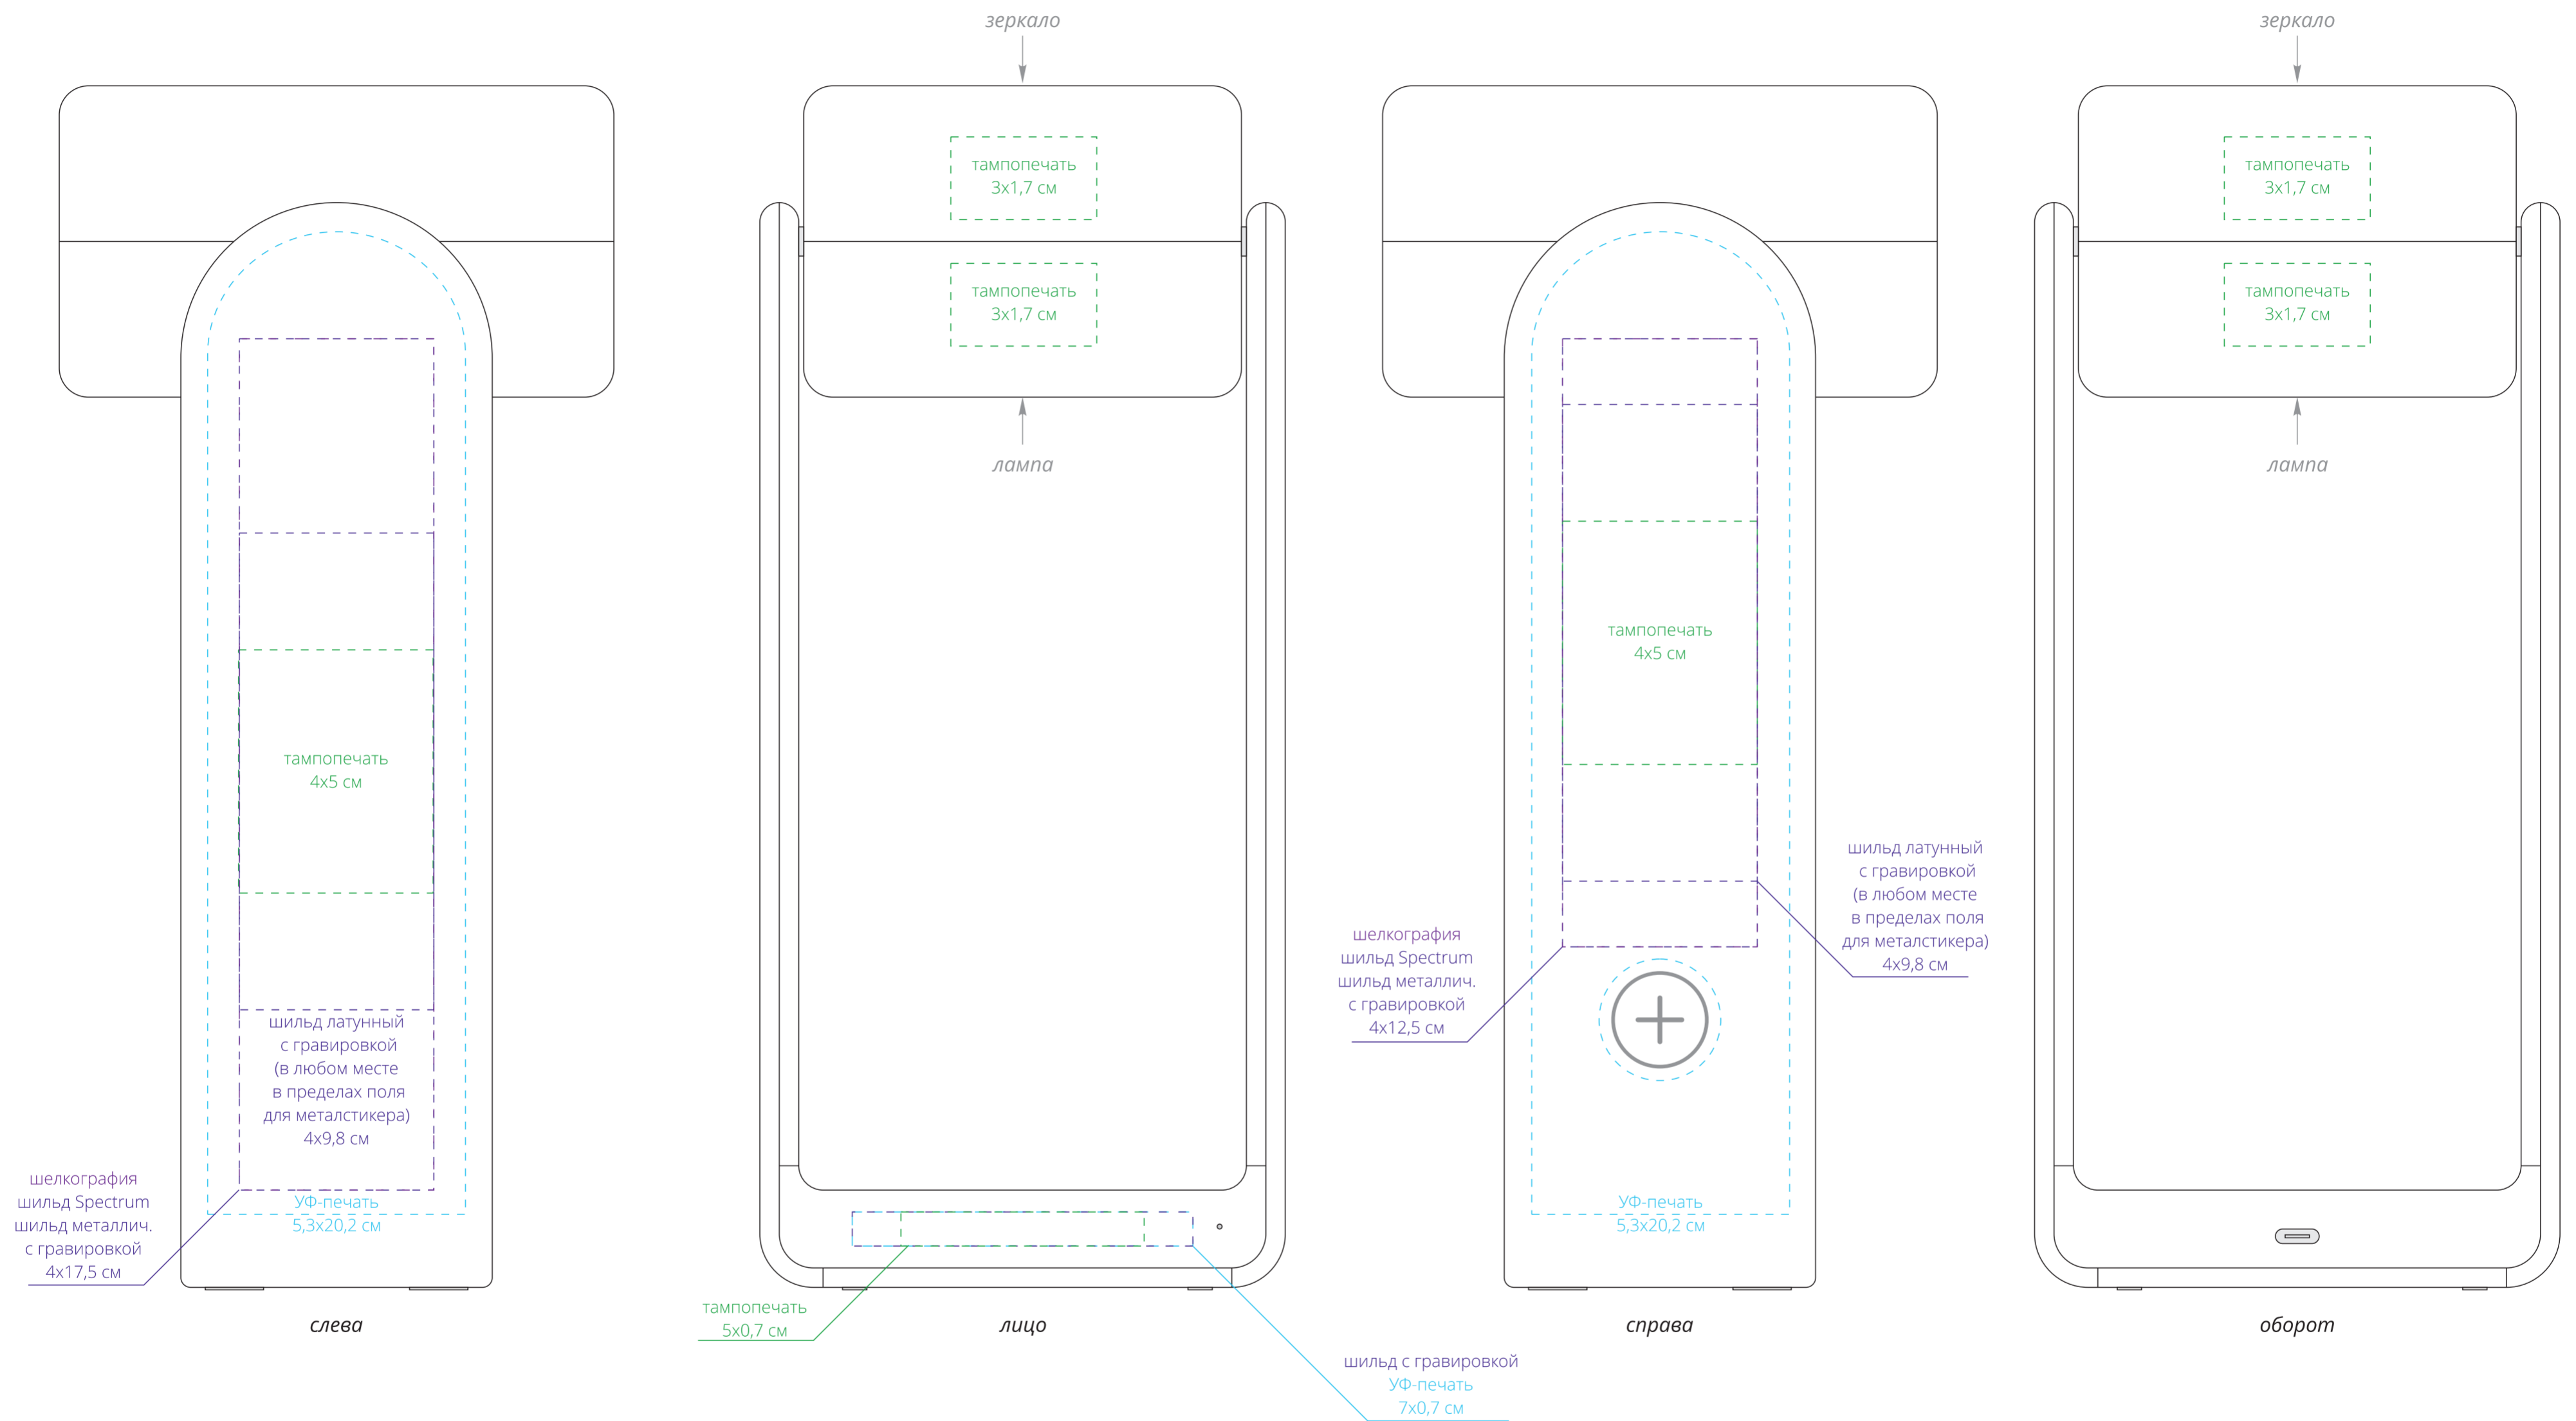 зеркало
зеркало
тампопечать
3x1,7 см
тампопечать
3x1,7 см
тампопечать
3x1,7 см
тампопечать
3x1,7 см
лампа
лампа
тампопечать
4x5 см
тампопечать
4x5 см
шильд латунный
с гравировкой
(в любом месте
в пределах поля
для металстикера)
4x9,8 см
шелкография
шильд Spectrum
шильд металлич.
с гравировкой
4x12,5 см
шильд латунный
с гравировкой
(в любом месте
в пределах поля
для металстикера)
4x9,8 см
шелкография
шильд Spectrum
шильд металлич.
с гравировкой
4x17,5 см
УФ-печать
5,3x20,2 см
УФ-печать
5,3x20,2 см
тампопечать
5x0,7 см
слева
лицо
справа
оборот
шильд с гравировкой
УФ-печать
7x0,7 см